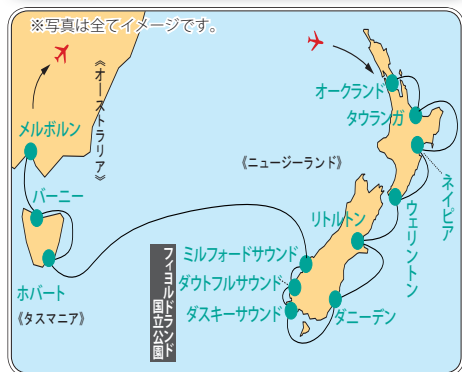 ※写真は全てイメージです。
オークランド
タウランガ
《オーストラリア》
メルボルン
《ニュージーランド》
ネイピア
バーニー
ウェリントン
リトルトン
ミルフォードサウンド
フィヨルドランド
国立公園
ダウトフルサウンド
ホバート
ダスキーサウンド
ダニーデン
《タスマニア》